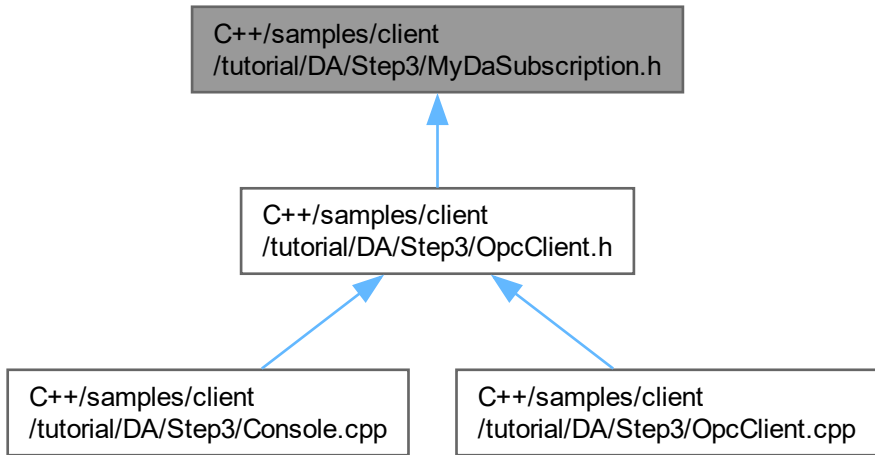 C++/samples/client
/tutorial/DA/Step3/MyDaSubscription.h
C++/samples/client
/tutorial/DA/Step3/OpcClient.h
C++/samples/client
/tutorial/DA/Step3/Console.cpp
C++/samples/client
/tutorial/DA/Step3/OpcClient.cpp